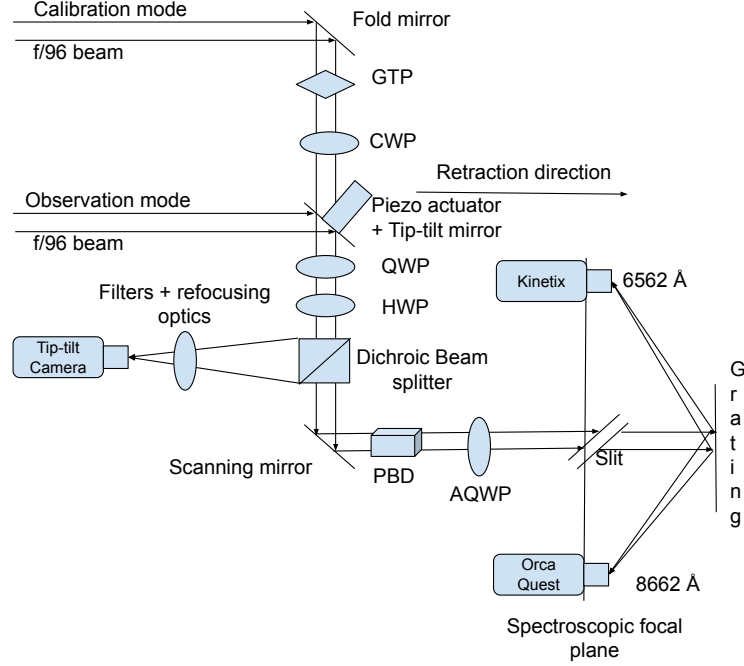 Calibration mode
Fold mirror
f/96 beam
GTP
CWP
Retraction direction
Observation mode
Piezo actuator
+ Tip-tilt mirror
f/96 beam
QWP
Kinetix
6562 Å
Filters + refocusing
optics
HWP
Tip-tilt
Camera
Dichroic Beam
splitter
Grating
Scanning mirror
PBD
AQWP
Slit
Orca
Quest
8662 Å
Spectroscopic focal
plane